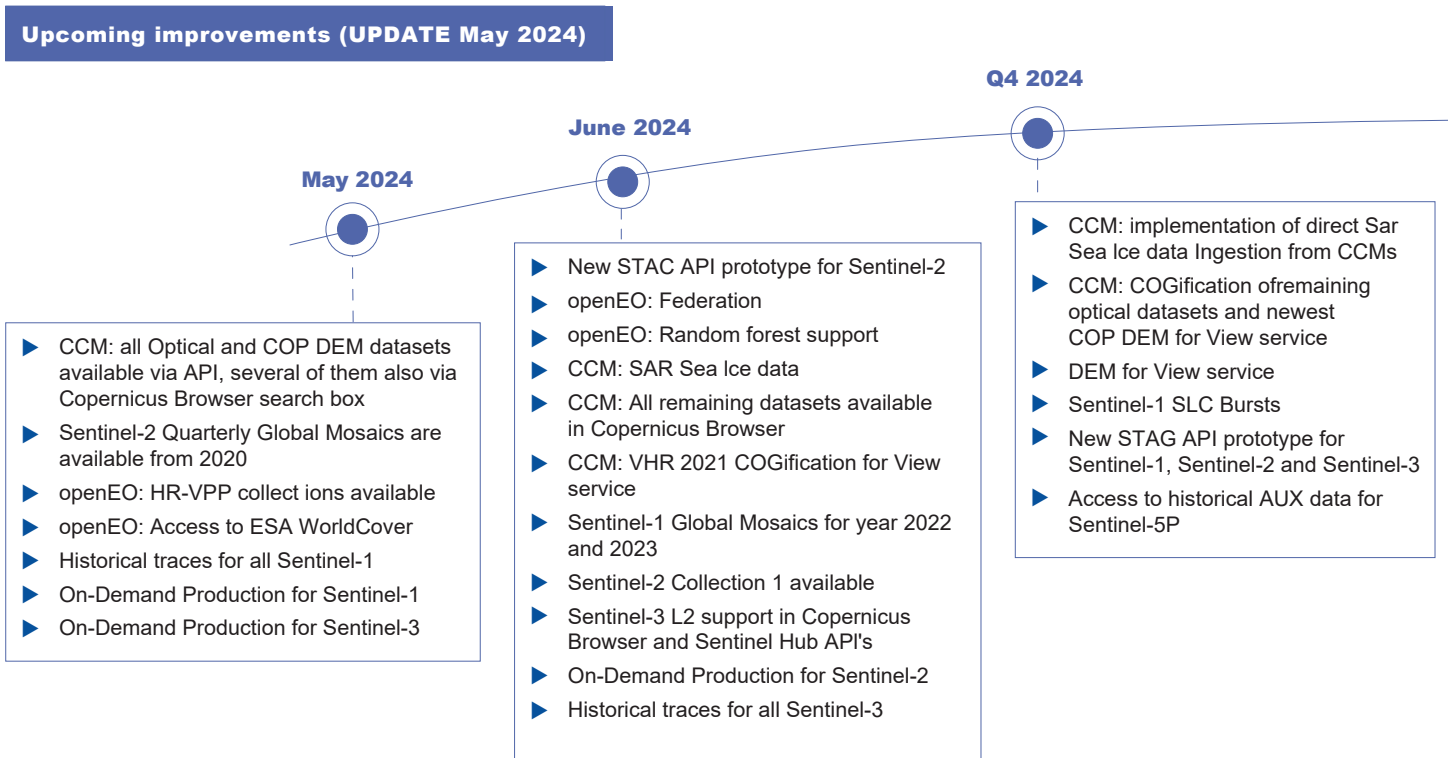 Upcoming improvements (UPDATE May 2024)
May 2024
CCM: all Optical and COP DEM datasets
available via API, several of them also via
Copernicus Browser search box
Sentinel-2 Quarterly Global Mosaics are
available from 2020
openEO: HR-VPP collect ions available
openEO: Access to ESA WorldCover
Historical traces for all Sentinel-1
On-Demand Production for Sentinel-1
On-Demand Production for Sentinel-3
June 2024
New STAC API prototype for Sentinel-2
openEO: Federation
openEO: Random forest support
CCM: SAR Sea Ice data
CCM: All remaining datasets available
in Copernicus Browser
CCM: VHR 2021 COGification for View
service
Sentinel-1 Global Mosaics for year 2022
and 2023
Sentinel-2 Collection 1 available
Sentinel-3 L2 support in Copernicus
Browser and Sentinel Hub API's
On-Demand Production for Sentinel-2
Historical traces for all Sentinel-3
Q4 2024
CCM: implementation of direct Sar
Sea Ice data Ingestion from CCMs
CCM: COGification ofremaining
optical datasets and newest
COP DEM for View service
DEM for View service
Sentinel-1 SLC Bursts
New STAG API prototype for
Sentinel-1, Sentinel-2 and Sentinel-3
Access to historical AUX data for
Sentinel-5P